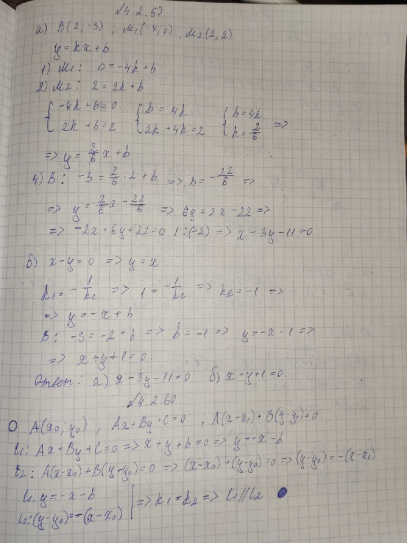 √4.2.53
а) B(2;-3) ; M₁(-4,0) , M₂(2,2)
y=kx+b
1) M₁: 0=-4k+b
2) M₂: 2=2k+b
{-4k+b=0 {b=4k {b=4k
{2k+b=2 {2k+4k=2 {k=2/6 =>
=> y=2/6x+b
4) B: -3=2/6·2+b => b=-22/6 =>
=> y=2/6x-22/6 => 6y=2x-22 =>
=> -2x+6y+22=0 |:(-2) => x-3y-11=0
б) x-y=0 => y=x
k₁=-1/k₂ => 1=-1/k₂ => k₂=-1 =>
=> y=-x+b
B: -3=-2+b => b=-1 => y=-x-1 =>
=> x+y+1=0
Ответ: а) x-3y-11=0 б) x+y+1=0
√4.2.60
A(x₀,y₀) , Ax+By+C=0 , A(x-x₀)+B(y-y₀)=0
l₁: Ax+By+C=0 => x+y+b=0 => y=-x-b
l₂: A(x-x₀)+B(y-y₀)=0 => (x-x₀)+(y-y₀)=0 => (y-y₀)=-(x-x₀)
l₁: y=-x-b
l₂: (y-y₀)=-(x-x₀) => k₁=k₂ => l₁||l₂